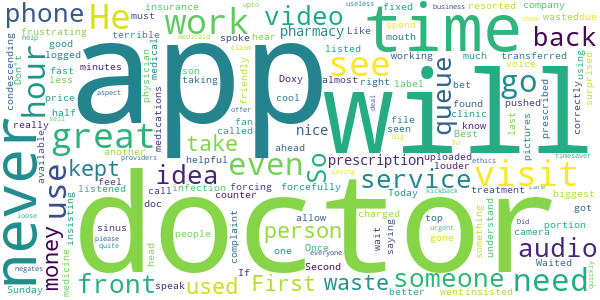 phone
He
work
video
pharmacy
time
back
app
will
doctor
never
hour
great
use
kept
idea
even
So
see
go
queue
take
nice
prescription
service
visit
person
audio
need
someone
waste
First
used
front
money
insurance
company
resorted
fixed
must
spend
wasted
due
useless
upto
business
show
frustrating
help
terrible
spoke
hear
medicaid
claim
mouth
Like
listed
transferred
condescending
Don't
good
logged
minutes
fast
less
price
half
really
available
another
physician
medical
son
taking
called
medications
offer
fan
friendly
cool
Doxy
almost
right
label
working
much
voice
using
correctly
surprised
bet
found
clinic
pushed
etiquette
know
Best
Fu
last
pictures
prescribed
file
seen
big
deal
ahead
helpful
uploaded
louder
ethics
timesaver
providers
aspect
sell
feel
listened
call
forcing
forcefully
infection
counter
doc
insisting
sinus
please
quite
people
complaint
one
Once
everyone
allow
Today
charged
top
urgent
kickback
saving
camera
Did
gone
treatment
biggest
care
something
understand
got
portion
Waited
quickly
loose
Sunday
negates
medicine
speak
head
If
Second
wait
saying
better
went
insisted